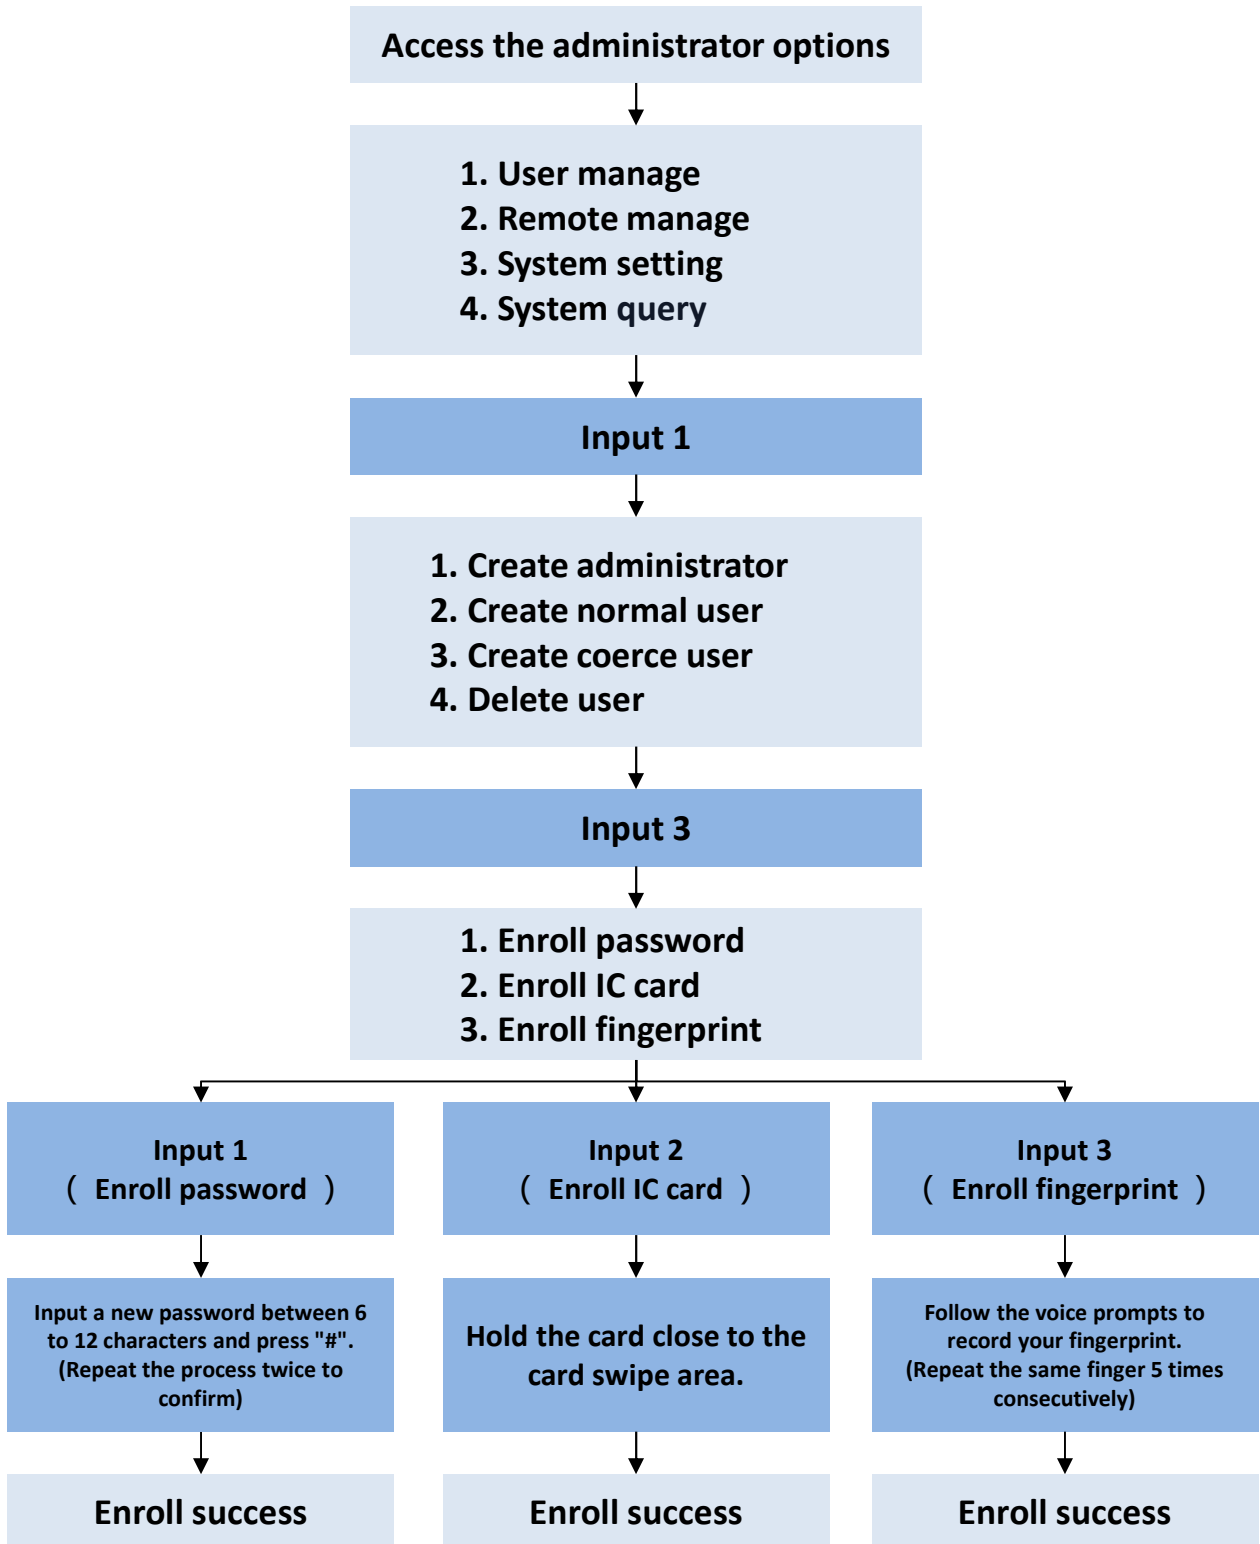 Access the administrator options
1. User manage
2. Remote manage
3. System setting
4. System query
Input 1
1. Create administrator
2. Create normal user
3. Create coerce user
4. Delete user
Input 3
1. Enroll password
2. Enroll IC card
3. Enroll fingerprint
Input 1
( Enroll password )
Input 2
( Enroll IC card )
Input 3
( Enroll fingerprint )
Input a new password between 6
to 12 characters and press "#".
(Repeat the process twice to
confirm)
Hold the card close to the
card swipe area.
Follow the voice prompts to
record your fingerprint.
(Repeat the same finger 5 times
consecutively)
Enroll success
Enroll success
Enroll success